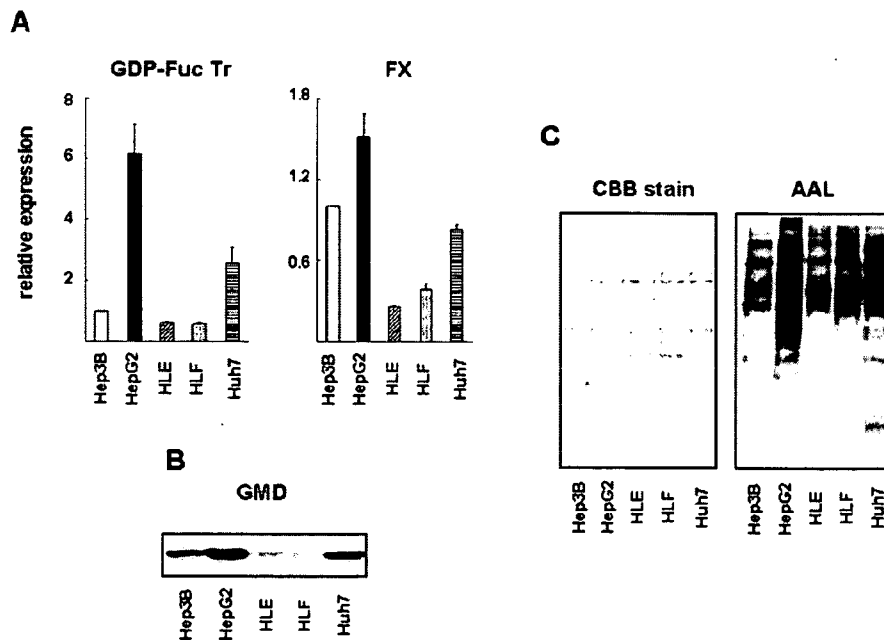 A
GDP-Fuc Tr
FX
relative expression
8
6
4
2
1.8
1.2
0.6
Hep3B
HepG2
HLE
HLF
Huh7
Hep3B
HepG2
HLE
HLF
Huh7
B
GMD
Hep3B
HepG2
HLE
HLF
Huh7
C
CBB stain
AAL
Hep3B
HepG2
HLE
HLF
Huh7
Hep3B
HepG2
HLE
HLF
Huh7